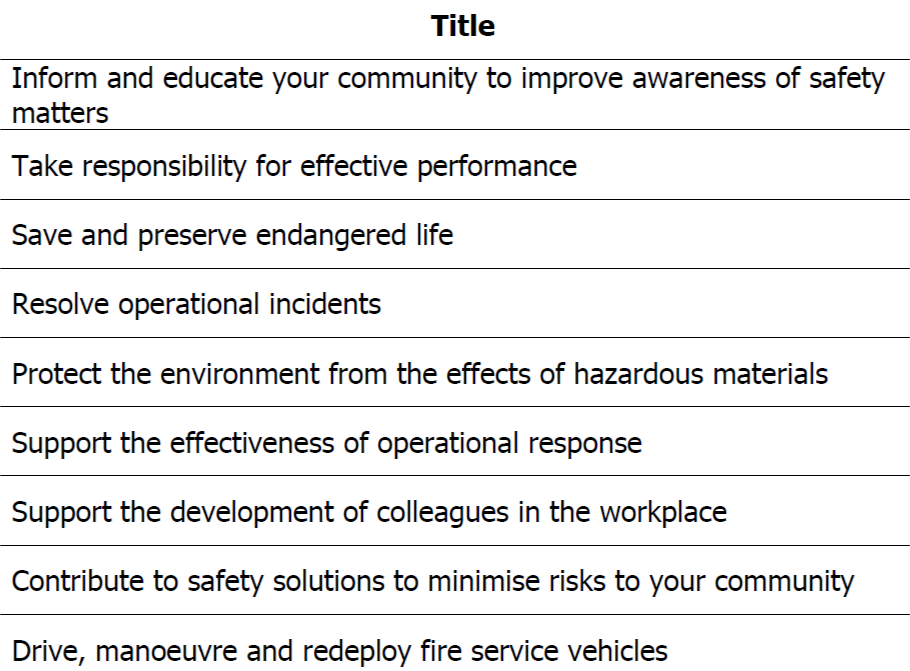 Title
Inform and educate your community to improve awareness of safety
matters
Take responsibility for effective performance
Save and preserve endangered life
Resolve operational incidents
Protect the environment from the effects of hazardous materials
Support the effectiveness of operational response
Support the development of colleagues in the workplace
Contribute to safety solutions to minimise risks to your community
Drive, manoeuvre and redeploy fire service vehicles